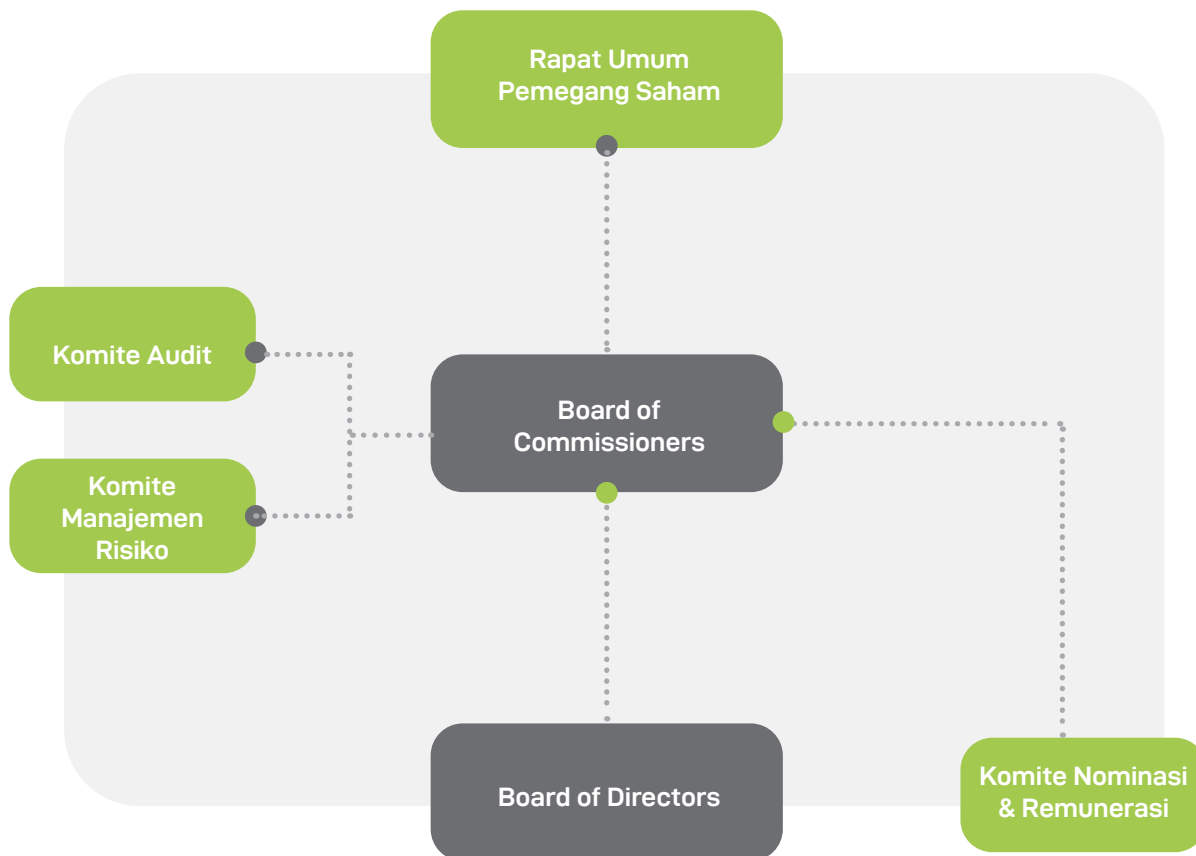 Rapat Umum
Pemegang Saham
Komite Audit
Board of
Commissioners
Komite
Manajemen
Risiko
Board of Directors
Komite Nominasi
& Remunerasi